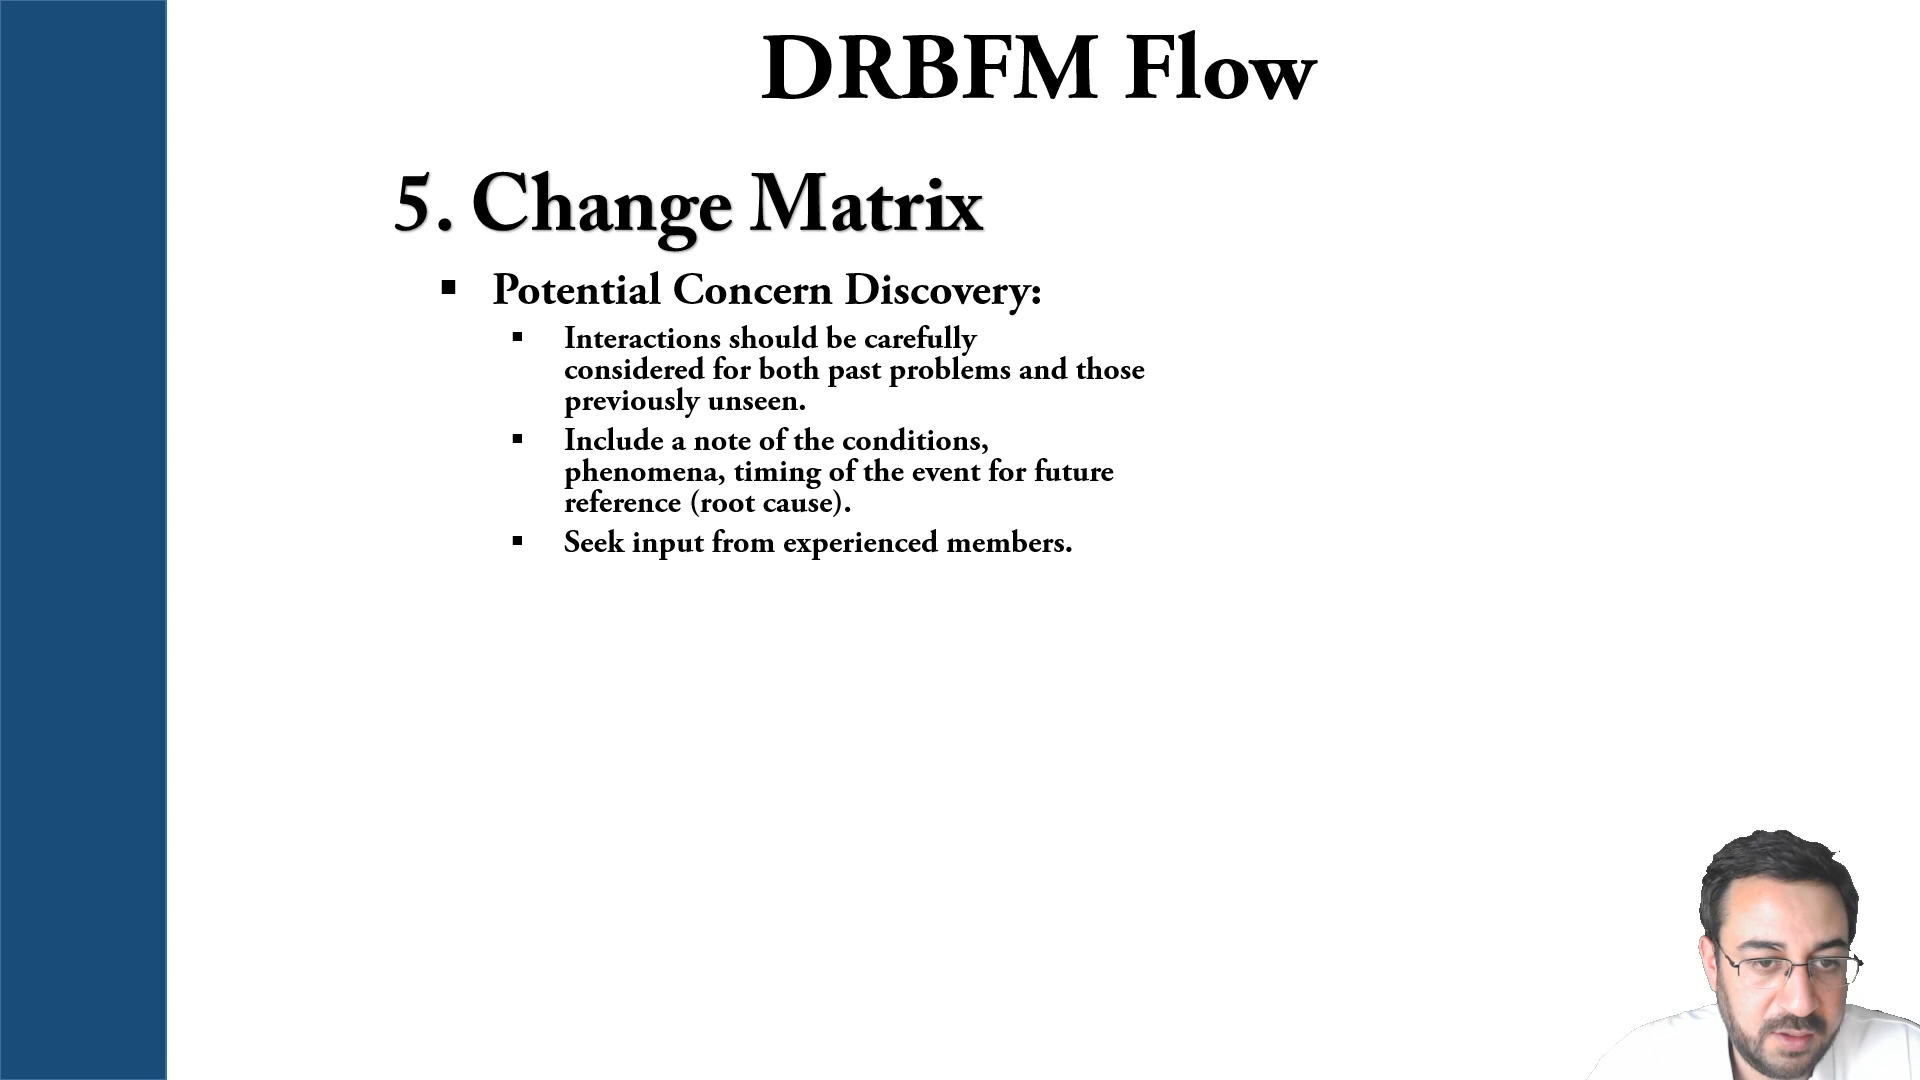 DRBFM Flow
5. Change Matrix
▪ Potential Concern Discovery:
▪ Interactions should be carefully
considered for both past problems and those
previously unseen.
▪ Include a note of the conditions,
phenomena, timing of the event for future
reference (root cause).
▪ Seek input from experienced members.